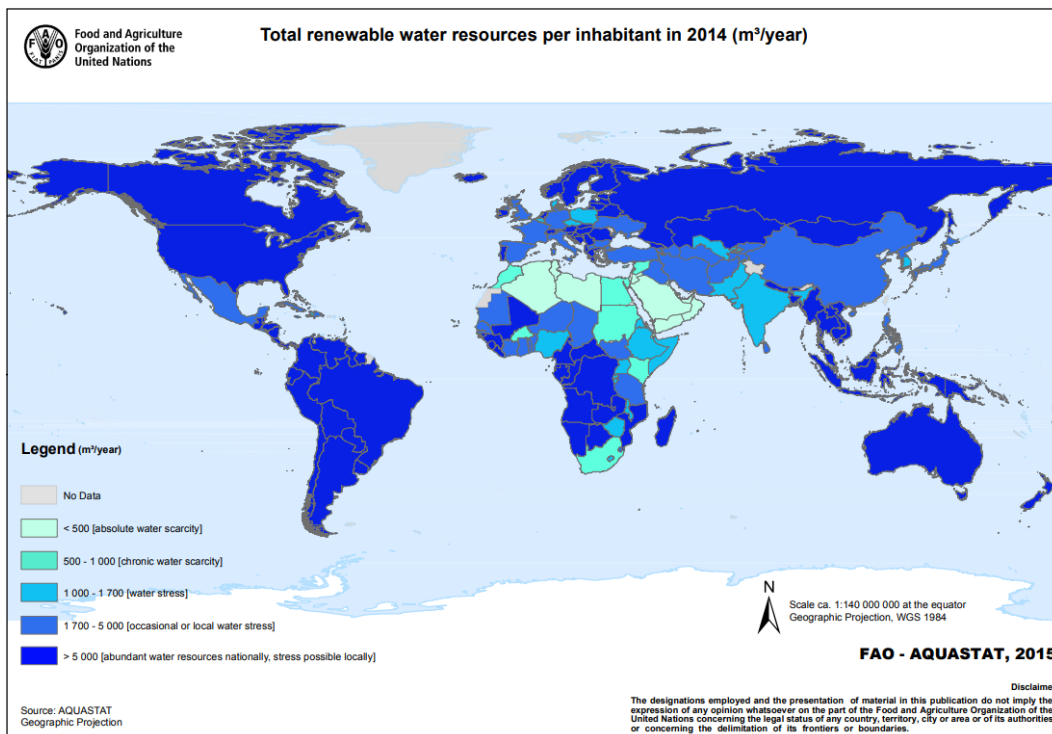 Food and Agriculture
Organization of the
United Nations
F A O
FIAT PANIS
Total renewable water resources per inhabitant in 2014 (m³/year)
Legend (m³/year)
No Data
< 500 [absolute water scarcity]
500 - 1 000 [chronic water scarcity]
1 000 - 1 700 [water stress]
1 700 - 5 000 [occasional or local water stress]
> 5 000 [abundant water resources nationally, stress possible locally]
N
Scale ca. 1:140 000 000 at the equator
Geographic Projection, WGS 1984
FAO - AQUASTAT, 2015
Source: AQUASTAT
Geographic Projection
Disclaime
The designations employed and the presentation of material in this publication do not imply the
expression of any opinion whatsoever on the part of the Food and Agriculture Organization of the
United Nations concerning the legal status of any country, territory, city or area or of its authorities
or concerning the delimitation of its frontiers or boundaries.